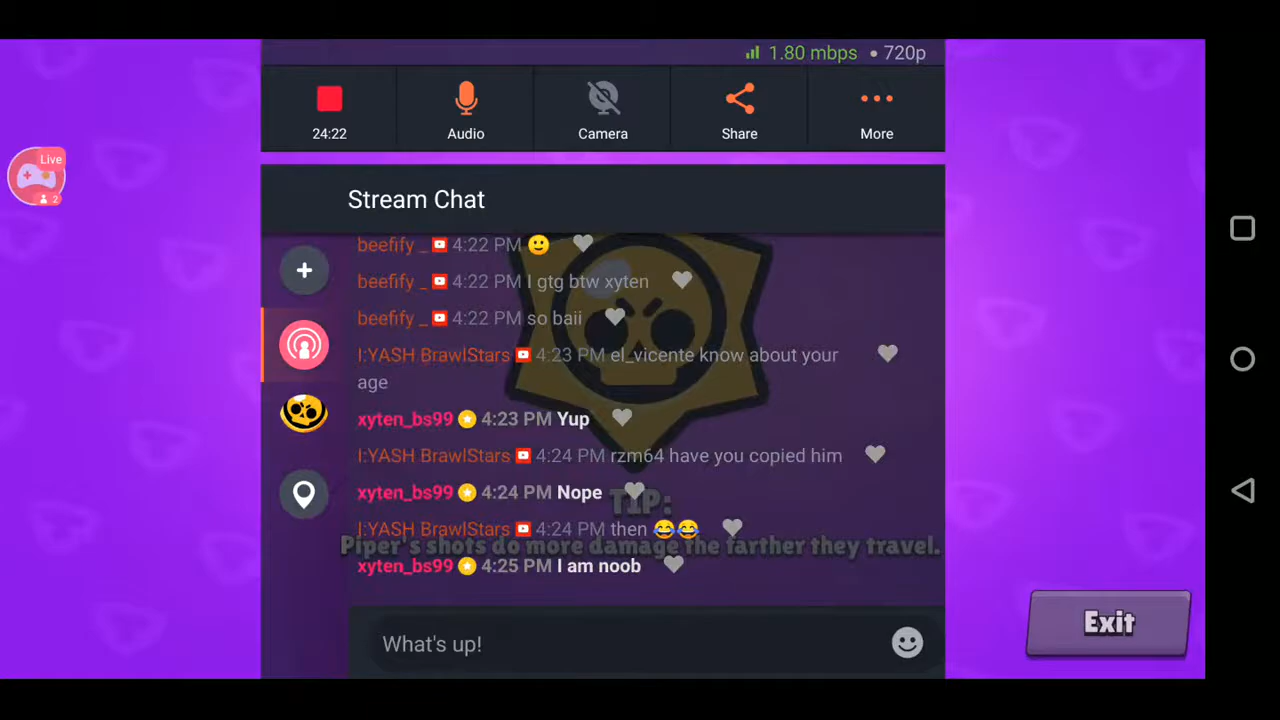 1.80 mbps • 720p
24:22
Audio
Camera
Share
More
Live
2
Stream Chat
beefify _ 4:22 PM 🙂
beefify _ 4:22 PM I gtg btw xyten
beefify _ 4:22 PM so baii
I:YASH BrawlStars 4:23 PM el_vicente know about your
age
xyten_bs99 4:23 PM Yup
I:YASH BrawlStars 4:24 PM rzm64 have you copied him
xyten_bs99 4:24 PM Nope
TIP:
I:YASH BrawlStars 4:24 PM then 😂😂
Piper's shots do more damage the farther they travel.
xyten_bs99 4:25 PM I am noob
Exit
What's up!